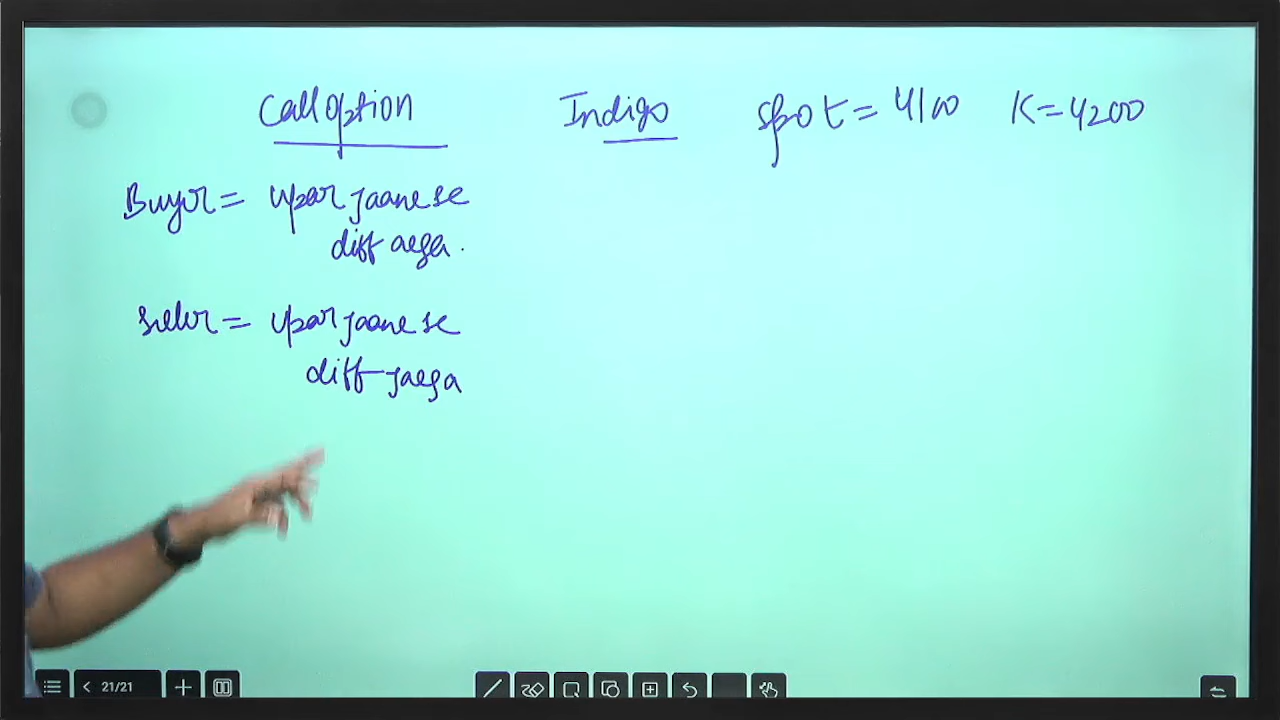 Call Option Indigo spot = 4100 K=4200
Buyer = upar jaane se
diff aega.
Seller = upar jaane se
diff jaega
21/21